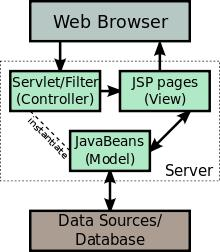 Web Browser
Servlet/Filter
(Controller)
JSP pages
(View)
instantiate
JavaBeans
(Model)
Server
Data Sources/
Database